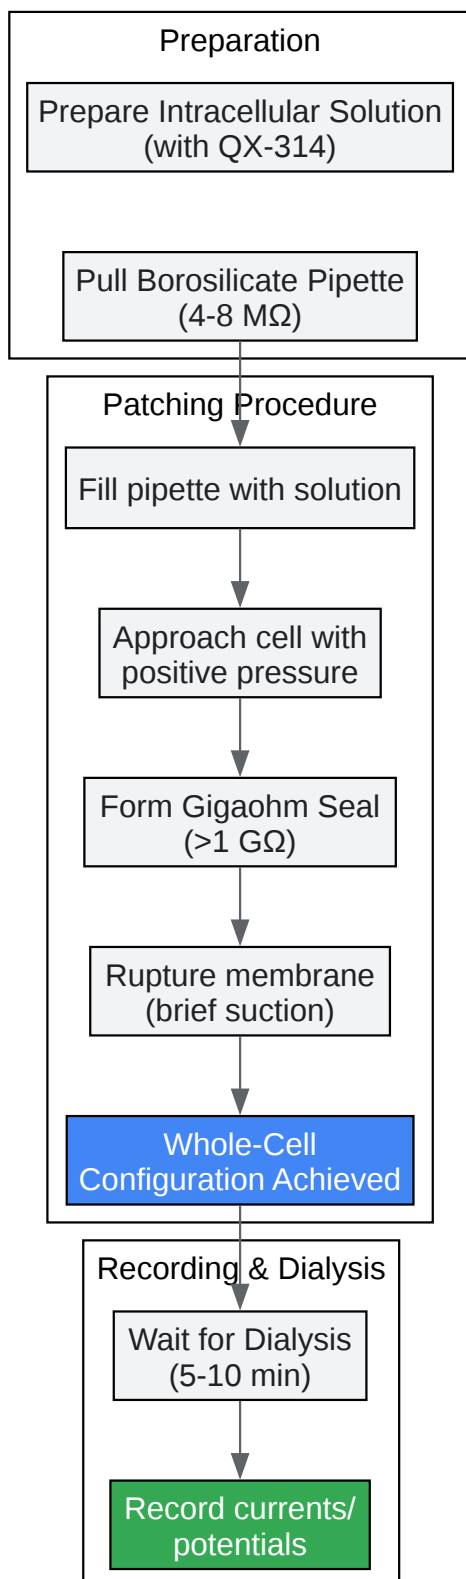 Preparation
Prepare Intracellular Solution
(with QX-314)
Pull Borosilicate Pipette
(4-8 MΩ)
Patching Procedure
Fill pipette with solution
Approach cell with
positive pressure
Form Gigaohm Seal
(>1 GΩ)
Rupture membrane
(brief suction)
Whole-Cell
Configuration Achieved
Recording & Dialysis
Wait for Dialysis
(5-10 min)
Record currents/
potentials